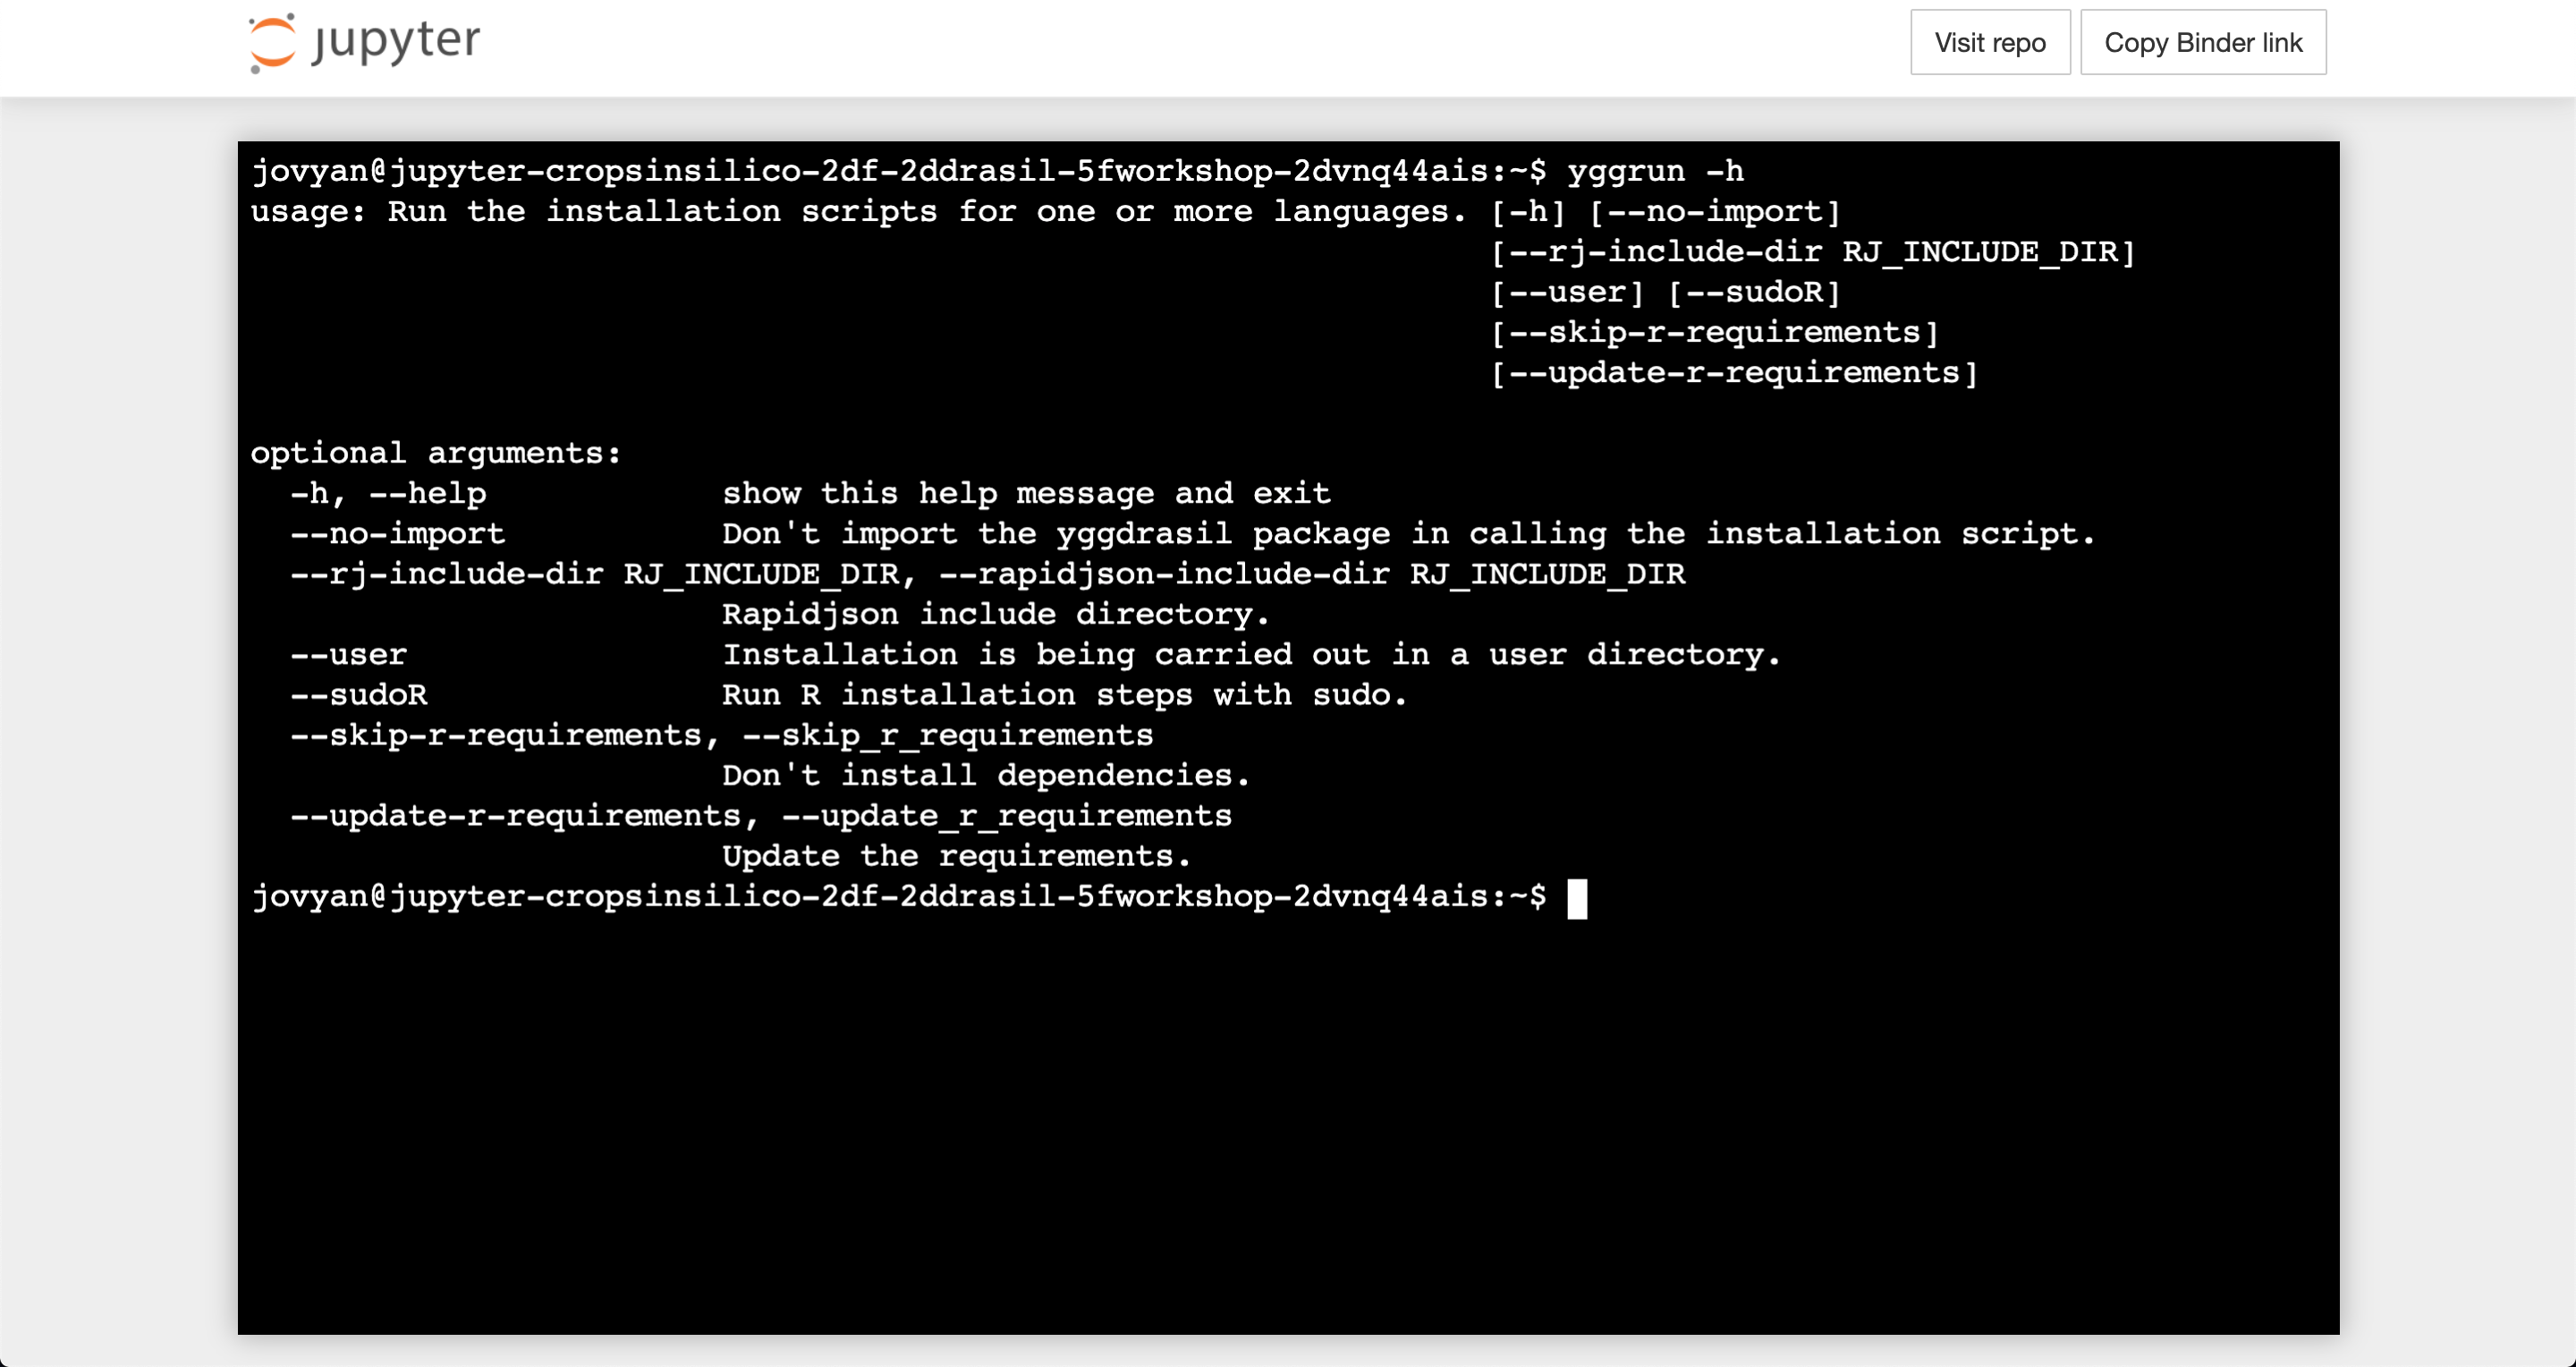 jupyter
Visit repo
Copy Binder link
jovyan@jupyter-cropsinsilico-2df-2ddrasil-5fworkshop-2dvnq44ais:~$ yggrun -h
usage: Run the installation scripts for one or more languages. [-h] [--no-import]
[--rj-include-dir RJ_INCLUDE_DIR]
[--user] [--sudoR]
[--skip-r-requirements]
[--update-r-requirements]
optional arguments:
-h, --help show this help message and exit
--no-import Don't import the yggdrasil package in calling the installation script.
--rj-include-dir RJ_INCLUDE_DIR, --rapidjson-include-dir RJ_INCLUDE_DIR
Rapidjson include directory.
--user Installation is being carried out in a user directory.
--sudoR Run R installation steps with sudo.
--skip-r-requirements, --skip_r_requirements
Don't install dependencies.
--update-r-requirements, --update_r_requirements
Update the requirements.
jovyan@jupyter-cropsinsilico-2df-2ddrasil-5fworkshop-2dvnq44ais:~$